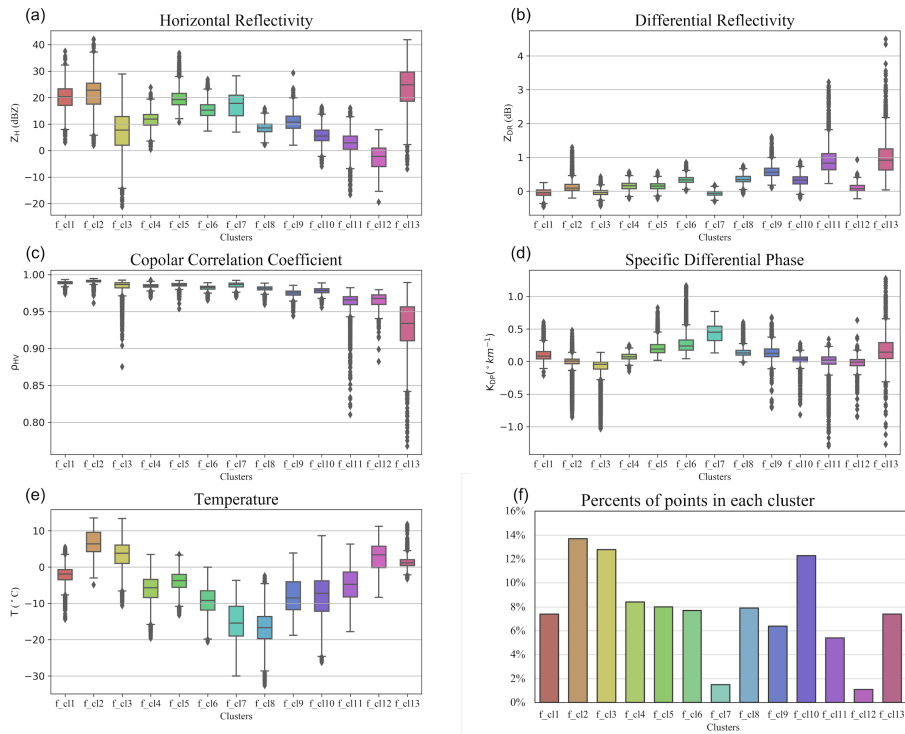 (a) Horizontal Reflectivity
40
30
20
10
0
−10
−20
Z_H (dBZ)
f_cl1 f_cl2 f_cl3 f_cl4 f_cl5 f_cl6 f_cl7 f_cl8 f_cl9 f_cl10 f_cl11 f_cl12 f_cl13
Clusters
(b) Differential Reflectivity
4
3
2
1
0
Z_DR (dB)
f_cl1 f_cl2 f_cl3 f_cl4 f_cl5 f_cl6 f_cl7 f_cl8 f_cl9 f_cl10 f_cl11 f_cl12 f_cl13
Clusters
(c) Copolar Correlation Coefficient
1.00
0.95
0.90
0.85
0.80
ρ_HV
f_cl1 f_cl2 f_cl3 f_cl4 f_cl5 f_cl6 f_cl7 f_cl8 f_cl9 f_cl10 f_cl11 f_cl12 f_cl13
Clusters
(d) Specific Differential Phase
1.0
0.5
0.0
−0.5
−1.0
K_DP(° km⁻¹)
f_cl1 f_cl2 f_cl3 f_cl4 f_cl5 f_cl6 f_cl7 f_cl8 f_cl9 f_cl10 f_cl11 f_cl12 f_cl13
Clusters
(e) Temperature
10
0
−10
−20
−30
T (°C)
f_cl1 f_cl2 f_cl3 f_cl4 f_cl5 f_cl6 f_cl7 f_cl8 f_cl9 f_cl10 f_cl11 f_cl12 f_cl13
Clusters
(f) Percents of points in each cluster
16%
14%
12%
10%
8%
6%
4%
2%
0%
f_cl1 f_cl2 f_cl3 f_cl4 f_cl5 f_cl6 f_cl7 f_cl8 f_cl9 f_cl10 f_cl11 f_cl12 f_cl13
Clusters